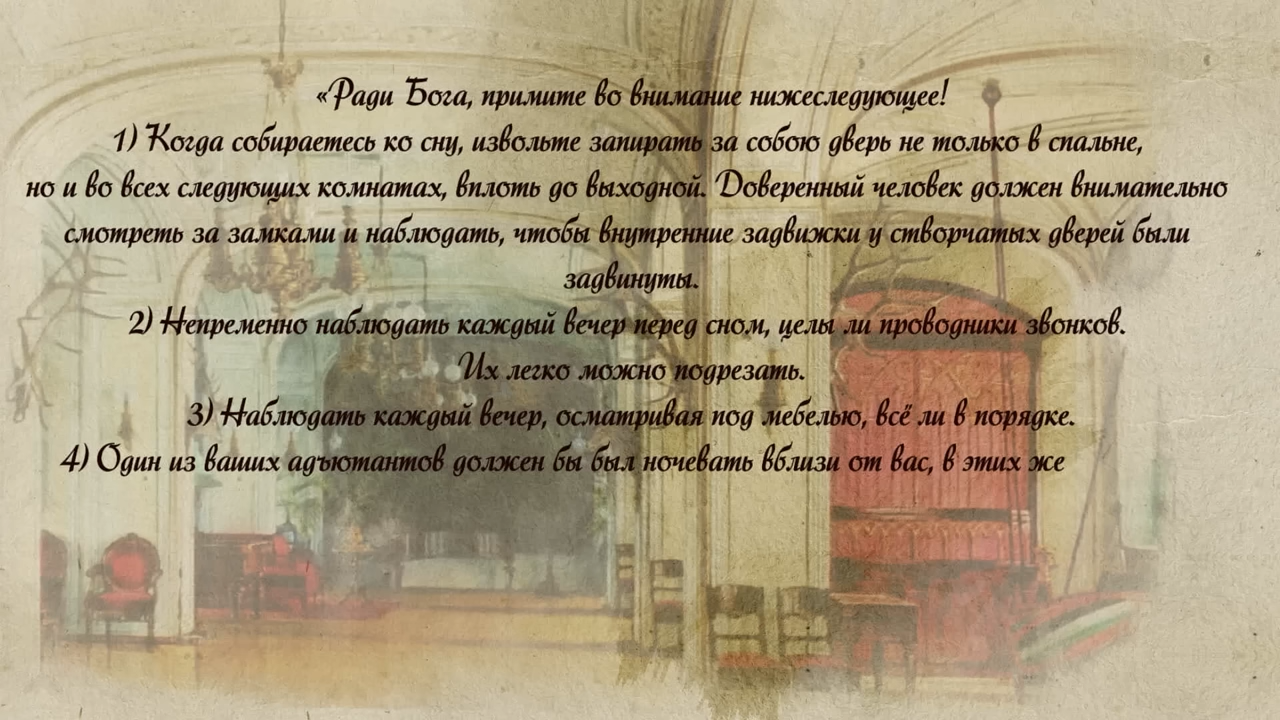 «Ради Бога, примите во внимание нижеследующее!
1) Когда собираетесь ко сну, извольте запирать за собою дверь не только в спальне,
но и во всех следующих комнатах, вплоть до выходной. Доверенный человек должен внимательно
смотреть за замками и наблюдать, чтобы внутренние задвижки у створчатых дверей были
задвинуты.
2) Непременно наблюдать каждый вечер перед сном, целы ли проводники звонков.
Их легко можно подрезать.
3) Наблюдать каждый вечер, осматривая под мебелью, всё ли в порядке.
4) Один из ваших адъютантов должен бы был ночевать вблизи от вас, в этих же